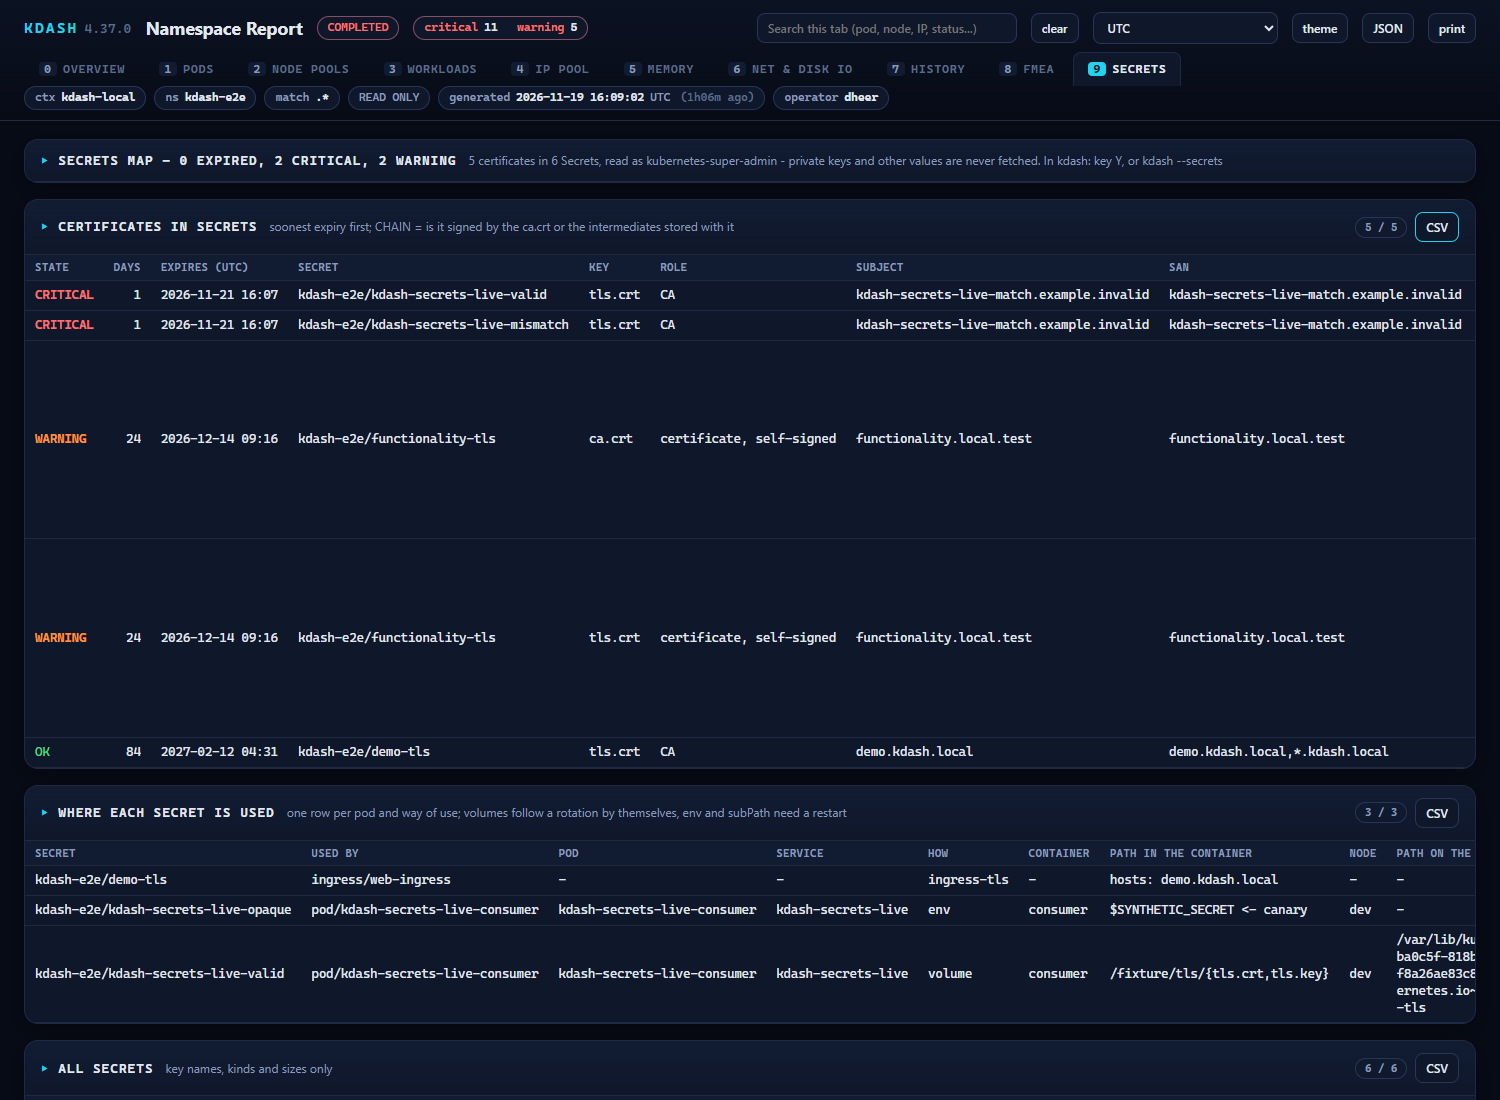 KDASH 4.37.0 Namespace Report COMPLETED critical 11 warning 5 Search this tab (pod, node, IP, status...) clear UTC theme JSON print
0 OVERVIEW 1 PODS 2 NODE POOLS 3 WORKLOADS 4 IP POOL 5 MEMORY 6 NET & DISK IO 7 HISTORY 8 FMEA 9 SECRETS
ctx kdash-local ns kdash-e2e match .* READ ONLY generated 2026-11-19 16:09:02 UTC (1h06m ago) operator dheer
SECRETS MAP - 0 EXPIRED, 2 CRITICAL, 2 WARNING 5 certificates in 6 Secrets, read as kubernetes-super-admin - private keys and other values are never fetched. In kdash: key Y, or kdash --secrets
CERTIFICATES IN SECRETS soonest expiry first; CHAIN = is it signed by the ca.crt or the intermediates stored with it 5 / 5 CSV
STATE DAYS EXPIRES (UTC) SECRET KEY ROLE SUBJECT SAN
CRITICAL 1 2026-11-21 16:07 kdash-e2e/kdash-secrets-live-valid tls.crt CA kdash-secrets-live-match.example.invalid kdash-secrets-live-match.example.invalid
CRITICAL 1 2026-11-21 16:07 kdash-e2e/kdash-secrets-live-mismatch tls.crt CA kdash-secrets-live-match.example.invalid kdash-secrets-live-match.example.invalid
WARNING 24 2026-12-14 09:16 kdash-e2e/functionality-tls ca.crt certificate, self-signed functionality.local.test functionality.local.test
WARNING 24 2026-12-14 09:16 kdash-e2e/functionality-tls tls.crt certificate, self-signed functionality.local.test functionality.local.test
OK 84 2027-02-12 04:31 kdash-e2e/demo-tls tls.crt CA demo.kdash.local demo.kdash.local,*.kdash.local
WHERE EACH SECRET IS USED one row per pod and way of use; volumes follow a rotation by themselves, env and subPath need a restart 3 / 3 CSV
SECRET USED BY POD SERVICE HOW CONTAINER PATH IN THE CONTAINER NODE PATH ON THE
kdash-e2e/demo-tls ingress/web-ingress - - ingress-tls - hosts: demo.kdash.local - -
kdash-e2e/kdash-secrets-live-opaque pod/kdash-secrets-live-consumer kdash-secrets-live-consumer kdash-secrets-live env consumer $SYNTHETIC_SECRET <- canary dev -
kdash-e2e/kdash-secrets-live-valid pod/kdash-secrets-live-consumer kdash-secrets-live-consumer kdash-secrets-live volume consumer /fixture/tls/{tls.crt,tls.key} dev /var/lib/ku
ba0c5f-818b
f8a26ae83c8
ernetes.io~
-tls
ALL SECRETS key names, kinds and sizes only 6 / 6 CSV